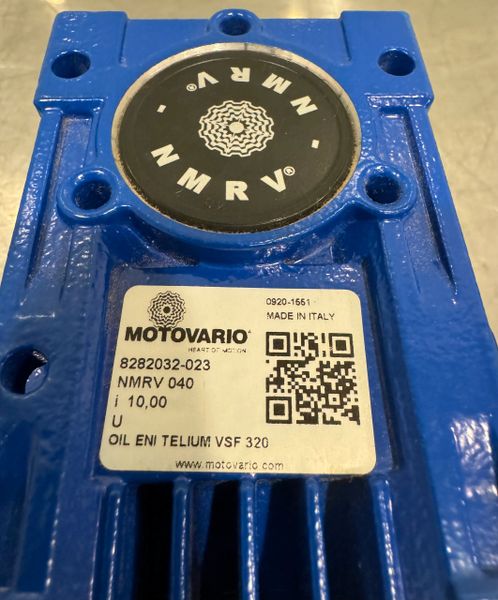 NMRV®
NMRV®
MOTOVARIO
HEART OF MOTION
0920-1551
MADE IN ITALY
8282032-023
NMRV 040
i 10,00
U
OIL ENI TELIUM VSF 320
www.motovario.com